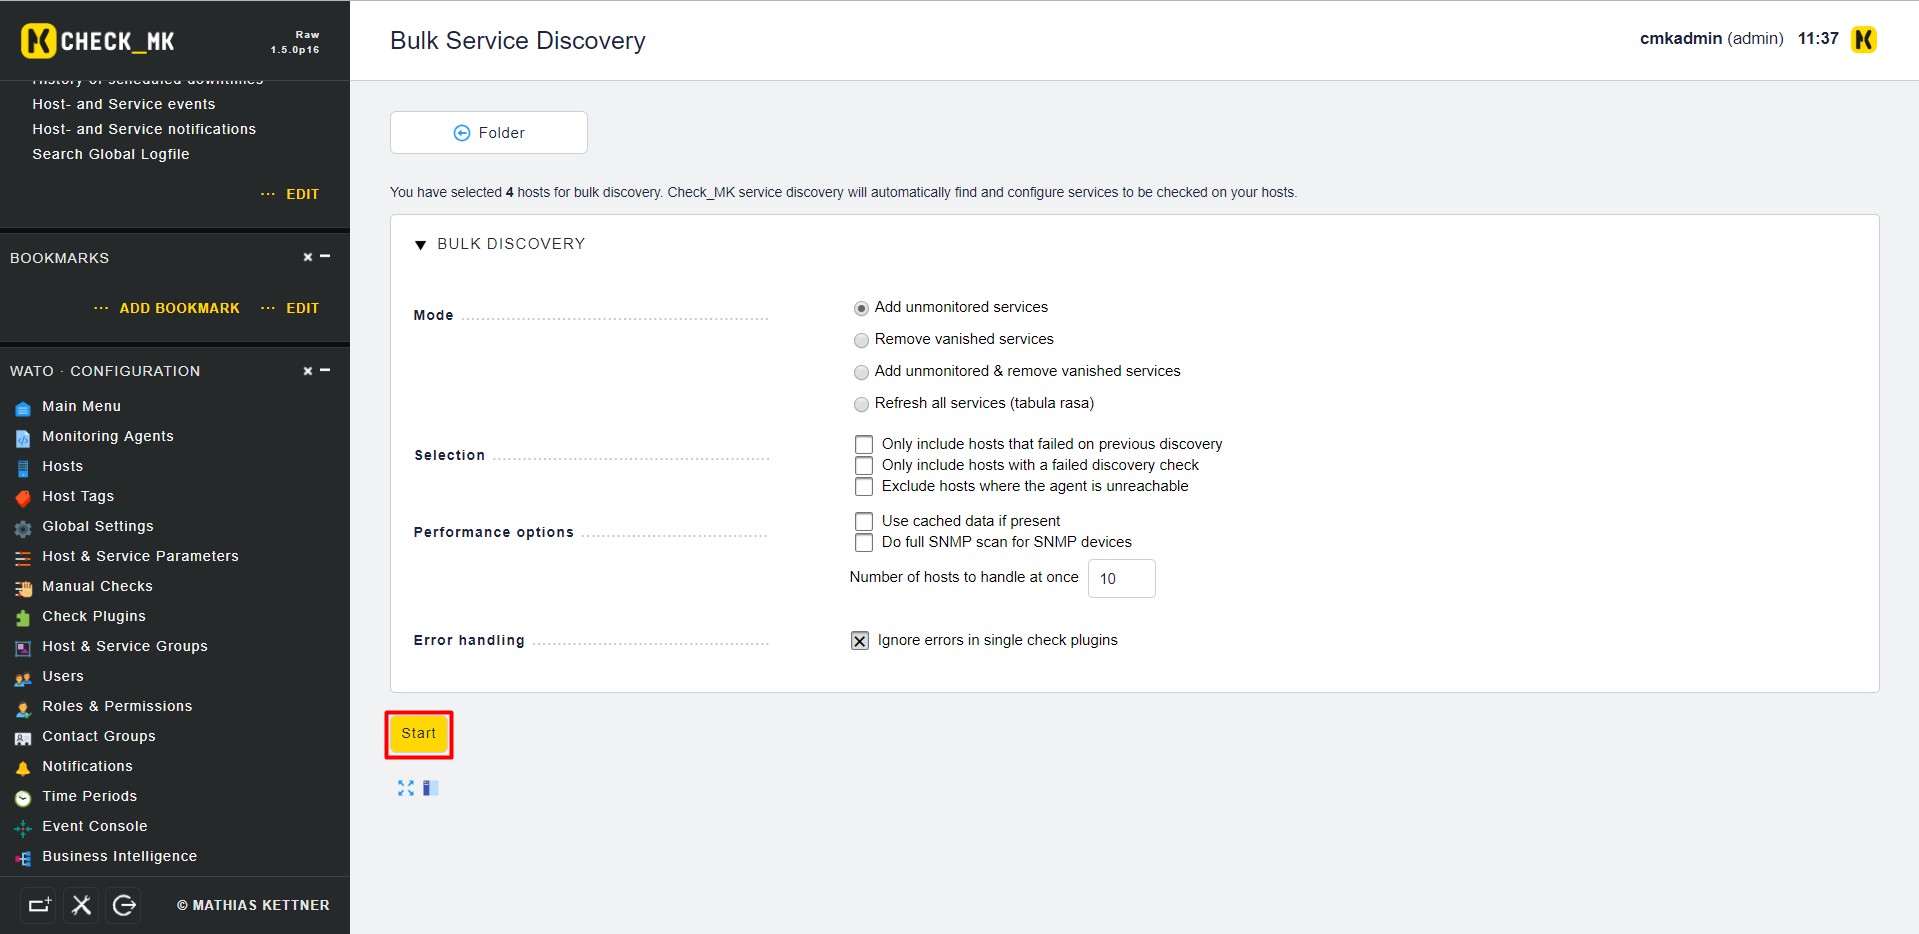 CHECK_MK
Raw
1.5.0p16
History of scheduled downtimes
Host- and Service events
Host- and Service notifications
Search Global Logfile
EDIT
BOOKMARKS
ADD BOOKMARK
EDIT
WATO · CONFIGURATION
Main Menu
Monitoring Agents
Hosts
Host Tags
Global Settings
Host & Service Parameters
Manual Checks
Check Plugins
Host & Service Groups
Users
Roles & Permissions
Contact Groups
Notifications
Time Periods
Event Console
Business Intelligence
© MATHIAS KETTNER
Bulk Service Discovery
cmkadmin (admin) 11:37
Folder
You have selected 4 hosts for bulk discovery. Check_MK service discovery will automatically find and configure services to be checked on your hosts.
BULK DISCOVERY
Mode
Add unmonitored services
Remove vanished services
Add unmonitored & remove vanished services
Refresh all services (tabula rasa)
Selection
Only include hosts that failed on previous discovery
Only include hosts with a failed discovery check
Exclude hosts where the agent is unreachable
Performance options
Use cached data if present
Do full SNMP scan for SNMP devices
Number of hosts to handle at once 10
Error handling
Ignore errors in single check plugins
Start